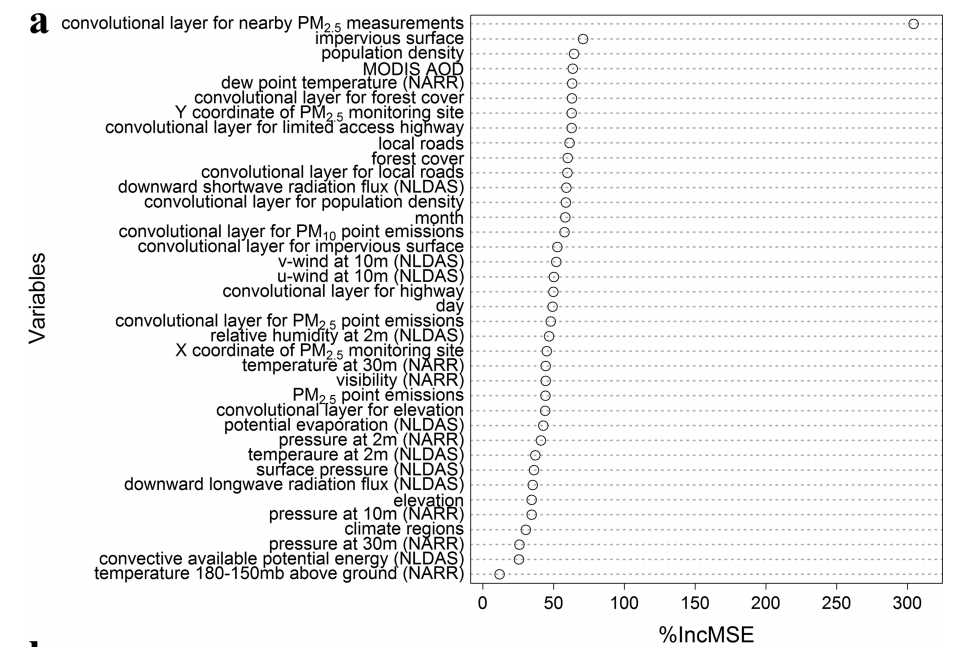 a
convolutional layer for nearby PM2.5 measurements
impervious surface
population density
MODIS AOD
dew point temperature (NARR)
convolutional layer for forest cover
Y coordinate of PM2.5 monitoring site
convolutional layer for limited access highway
local roads
forest cover
convolutional layer for local roads
downward shortwave radiation flux (NLDAS)
convolutional layer for population density
month
convolutional layer for PM10 point emissions
convolutional layer for impervious surface
v-wind at 10m (NLDAS)
u-wind at 10m (NLDAS)
convolutional layer for highway
day
convolutional layer for PM2.5 point emissions
relative humidity at 2m (NLDAS)
X coordinate of PM2.5 monitoring site
temperature at 30m (NARR)
visibility (NARR)
PM2.5 point emissions
convolutional layer for elevation
potential evaporation (NLDAS)
pressure at 2m (NARR)
temperaure at 2m (NLDAS)
surface pressure (NLDAS)
downward longwave radiation flux (NLDAS)
elevation
pressure at 10m (NARR)
climate regions
pressure at 30m (NARR)
convective available potential energy (NLDAS)
temperature 180-150mb above ground (NARR)
Variables
0 50 100 150 200 250 300
%IncMSE